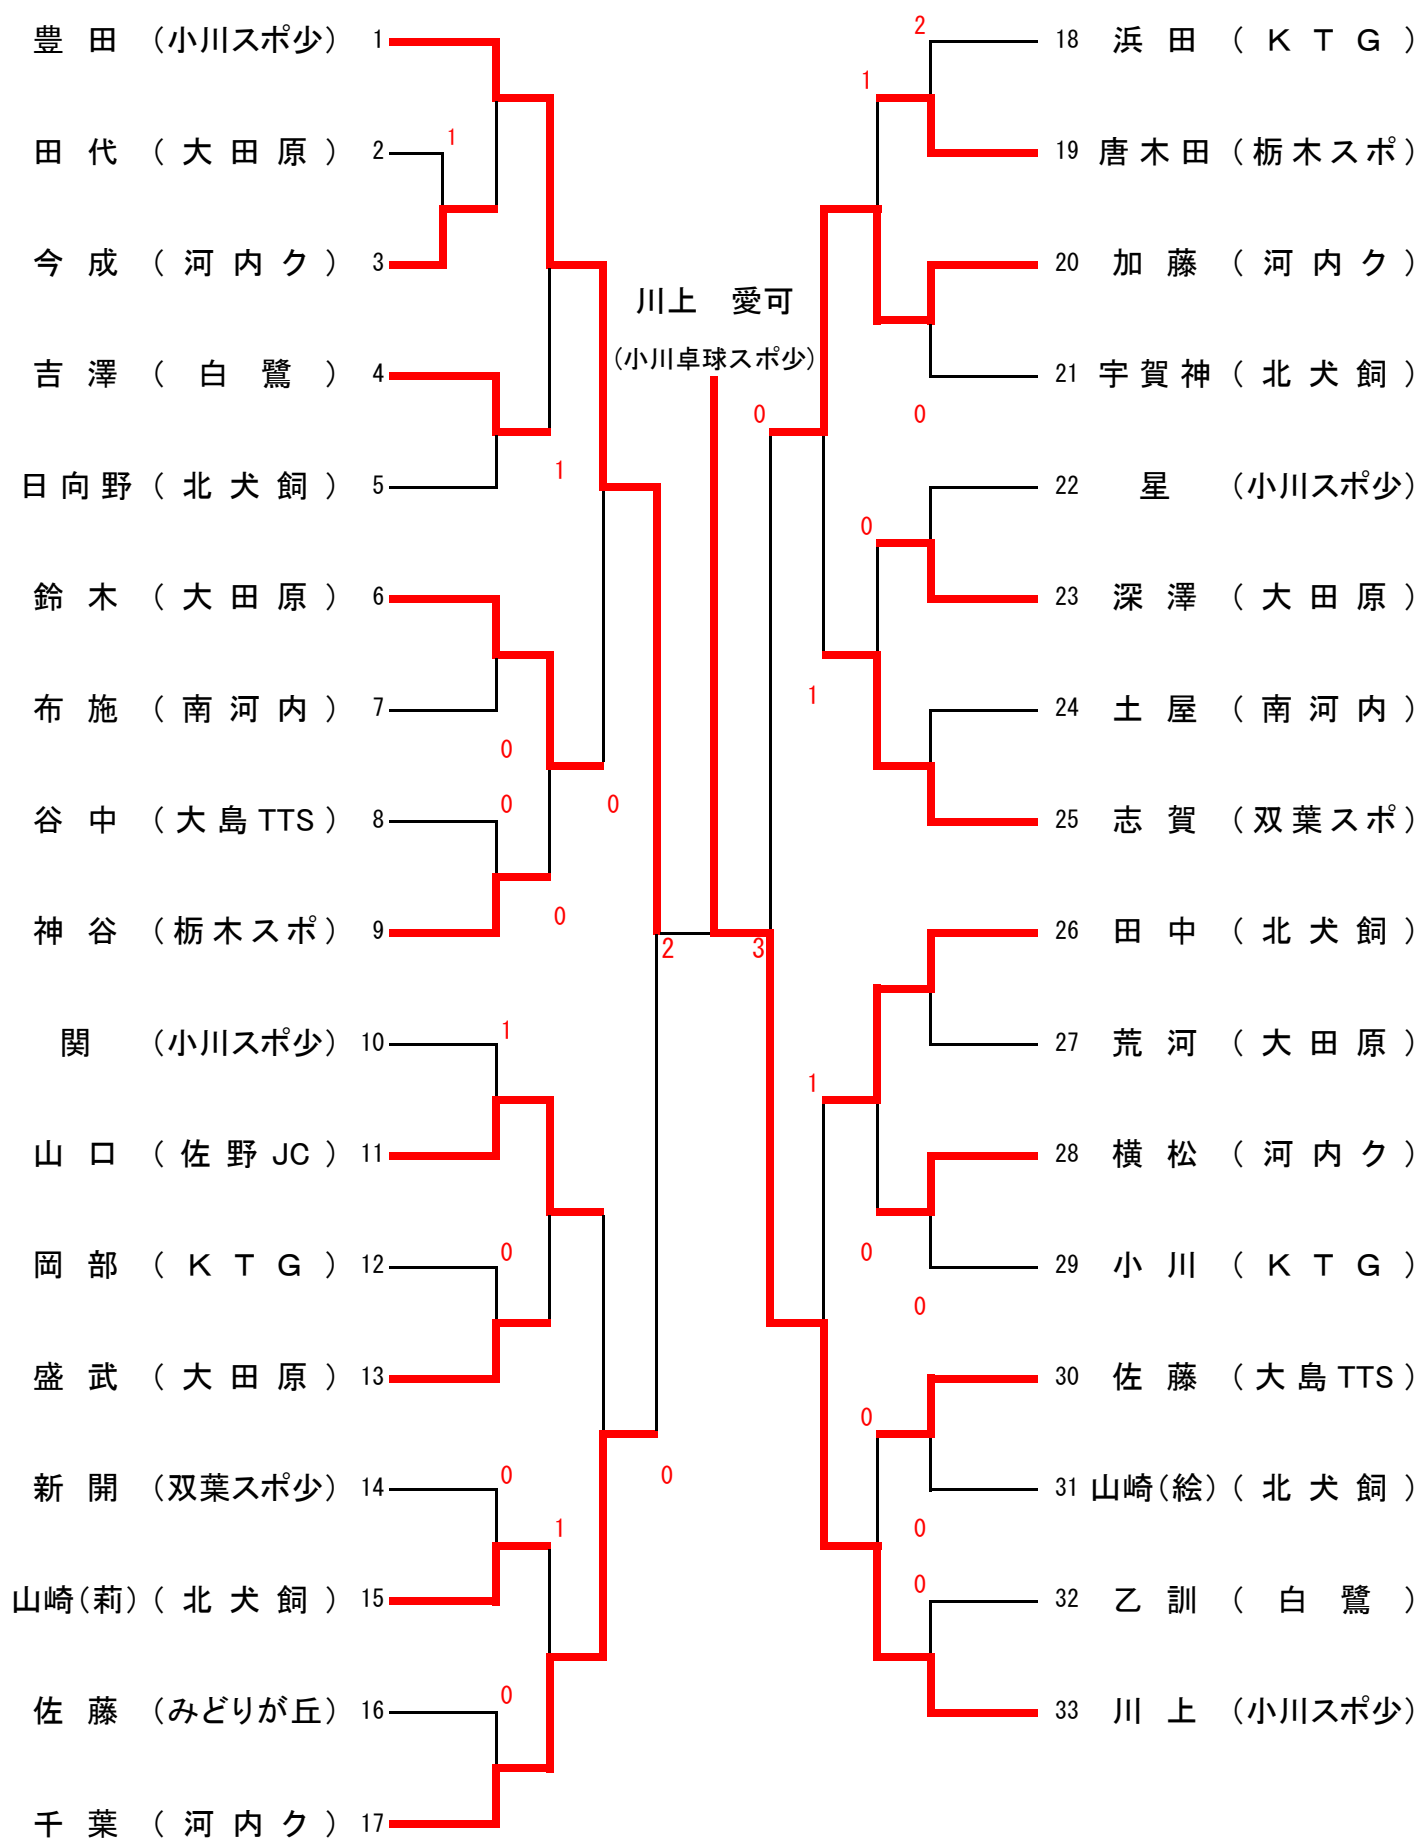 豊田 (小川スポ少) 1
田代 (大田原) 2
1
今成 (河内ク) 3
吉澤 (白鷺) 4
日向野 (北犬飼) 5
1
鈴木 (大田原) 6
布施 (南河内) 7
0
谷中 (大島TTS) 8
0
0
神谷 (栃木スポ) 9
0
関 (小川スポ少) 10
1
山口 (佐野JC) 11
岡部 (KTG) 12
0
盛武 (大田原) 13
新開 (双葉スポ少) 14
0
0
1
山崎(莉) (北犬飼) 15
佐藤 (みどりが丘) 16
0
千葉 (河内ク) 17
川上 愛可
(小川卓球スポ少)
2 3
2
18 浜田 (KTG)
1
19 唐木田 (栃木スポ)
20 加藤 (河内ク)
21 宇賀神 (北犬飼)
0
0
22 星 (小川スポ少)
0
23 深澤 (大田原)
1
24 土屋 (南河内)
25 志賀 (双葉スポ)
26 田中 (北犬飼)
27 荒河 (大田原)
1
28 横松 (河内ク)
0
29 小川 (KTG)
0
30 佐藤 (大島TTS)
0
31 山崎(絵) (北犬飼)
0
0
32 乙訓 (白鷺)
33 川上 (小川スポ少)